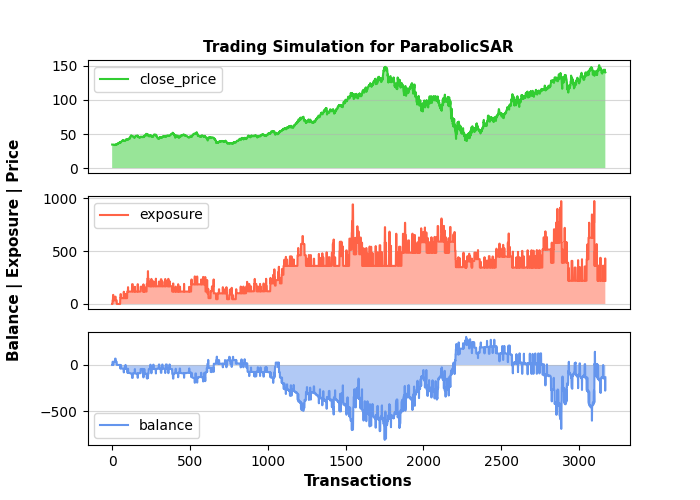 Trading Simulation for ParabolicSAR
150
100
50
0
close_price
1000
500
0
exposure
0
−500
balance
0
500
1000
1500
2000
2500
3000
Transactions
Balance | Exposure | Price